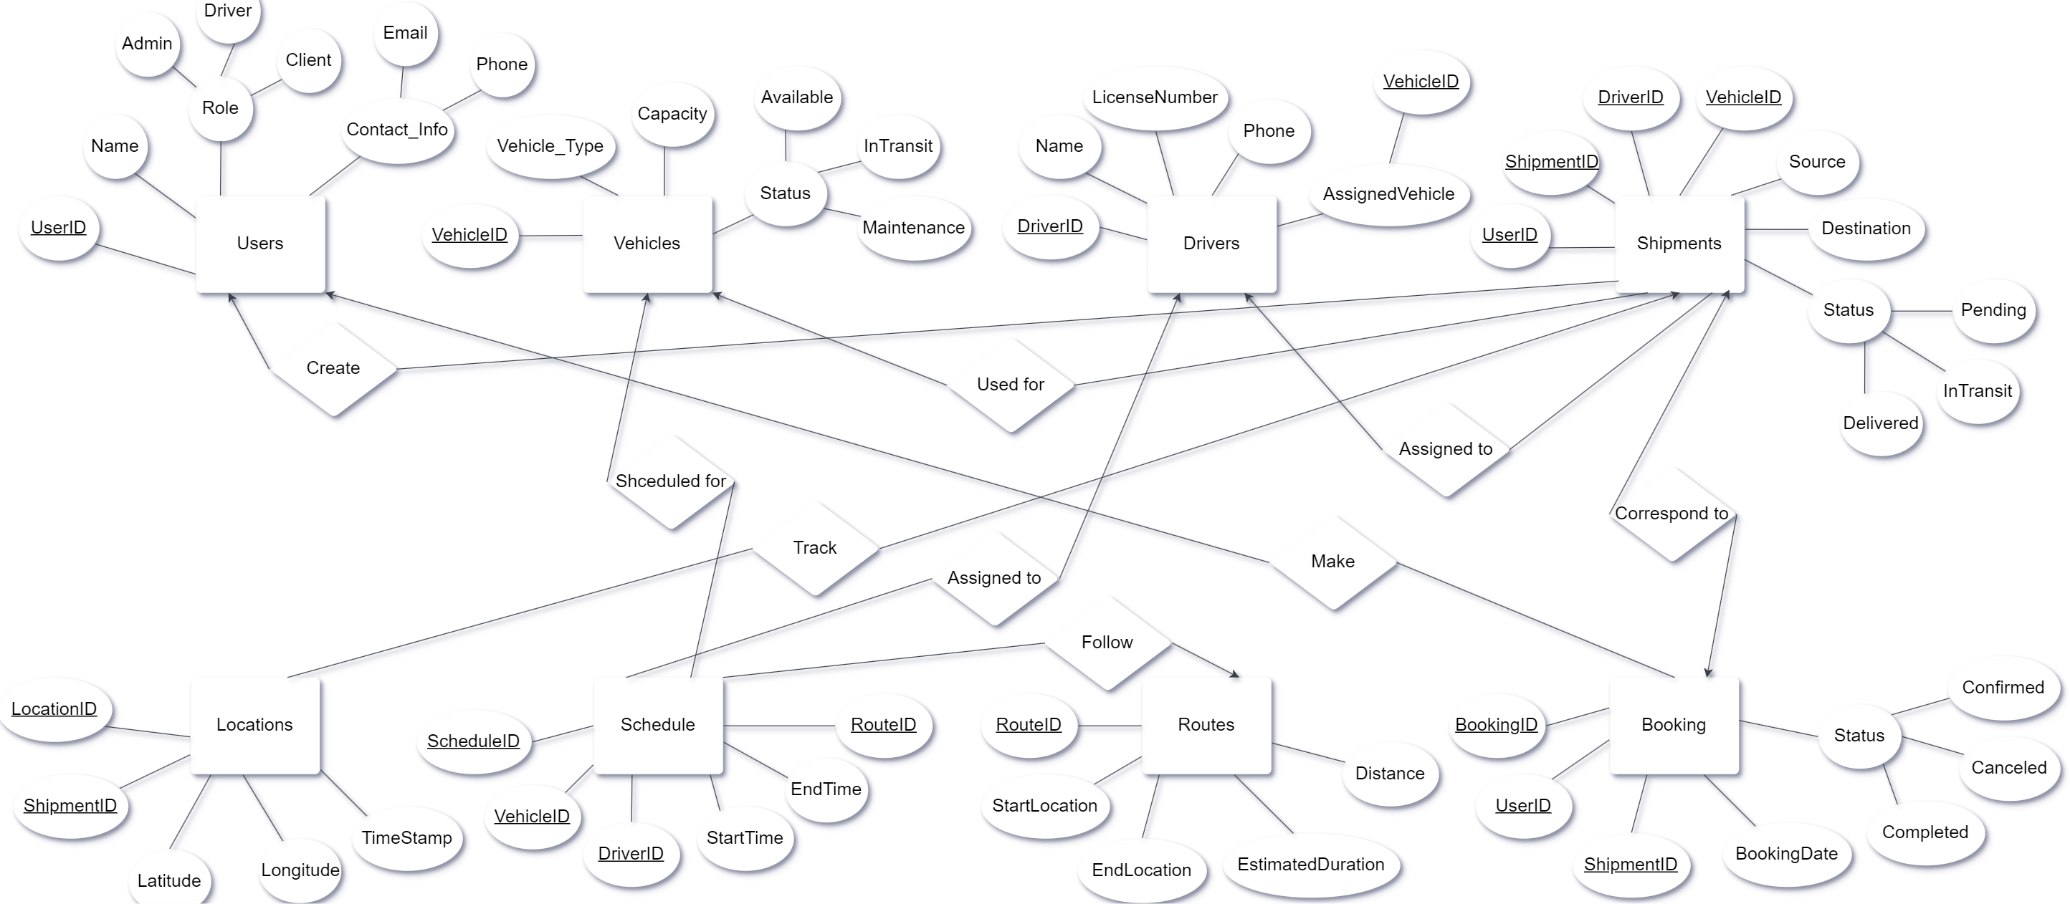 Driver
Admin
Client
Role
Email
Phone
Contact_Info
Name
UserID
Users
Vehicle_Type
Capacity
Available
InTransit
Status
Maintenance
VehicleID
Vehicles
LicenseNumber
Name
Phone
VehicleID
AssignedVehicle
DriverID
Drivers
DriverID
VehicleID
ShipmentID
Source
UserID
Shipments
Destination
Status
Pending
InTransit
Delivered
Create
Used for
Assigned to
Shceduled for
Track
Assigned to
Make
Correspond to
Follow
LocationID
Locations
ShipmentID
Latitude
Longitude
TimeStamp
ScheduleID
Schedule
RouteID
VehicleID
DriverID
StartTime
EndTime
RouteID
Routes
StartLocation
EndLocation
EstimatedDuration
Distance
BookingID
Booking
UserID
ShipmentID
BookingDate
Status
Confirmed
Canceled
Completed